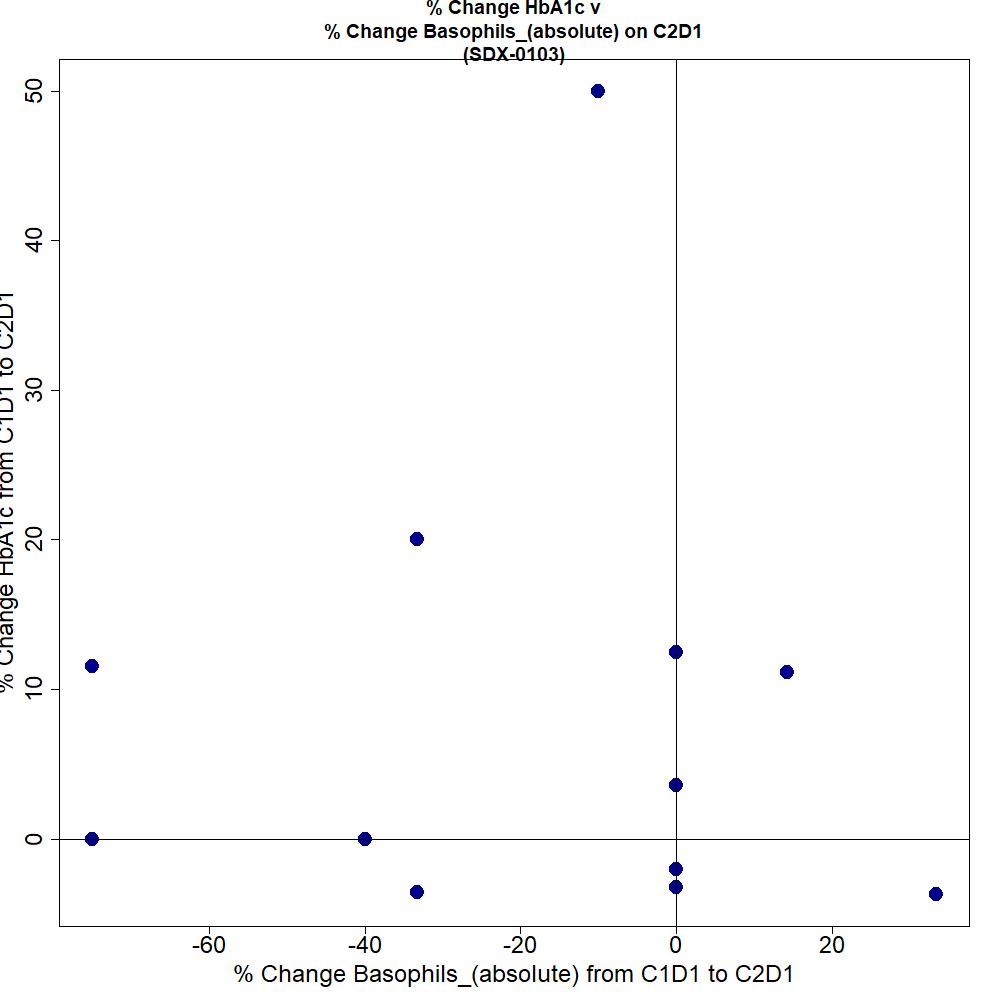 % Change HbA1c v
% Change Basophils_(absolute) on C2D1
(SDX-0103)
% Change HbA1c from C1D1 to C2D1
50
40
30
20
10
0
-60
-40
-20
0
20
% Change Basophils_(absolute) from C1D1 to C2D1